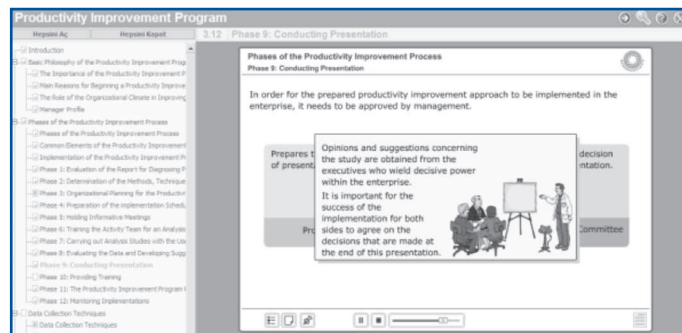 Productivity Improvement Program
Hepsini Aç
Hepsini Kapat
3.12 Phase 9: Conducting Presentation
Introduction
Basic Philosophy of the Productivity Improvement Prog
The Importance of the Productivity Improvement P
Main Reasons for Beginning a Productivity Improve
The Role of the Organizational Climate in Improving
Manager Profile
Phases of the Productivity Improvement Process
Phases of the Productivity Improvement Process
Common Elements of the Productivity Improvement
Implementation of the Productivity Improvement Pr
Phase 1: Evaluation of the Report for Diagnosing P
Phase 2: Determination of the Methods, Technique
Phase 3: Organizational Planning for the Productiv
Phase 4: Preparation of the Implementation Schedu
Phase 5: Holding Informative Meetings
Phase 6: Training the Activity Team for an Analysis
Phase 7: Carrying out Analysis Studies with the Use
Phase 8: Evaluating the Data and Developing Sugg
Phase 9: Conducting Presentation
Phase 10: Providing Training
Phase 11: The Productivity Improvement Program
Phase 12: Monitoring Implementations
Data Collection Techniques
Data Collection Techniques
Phases of the Productivity Improvement Process
Phase 9: Conducting Presentation
In order for the prepared productivity improvement approach to be implemented in the
enterprise, it needs to be approved by management.
Prepares t
of present
Opinions and suggestions concerning
the study are obtained from the
executives who wield decisive power
within the enterprise.
It is important for the
success of the
implementation for both
sides to agree on the
decisions that are made at
the end of this presentation.
decision
entation.
Pro
Committee